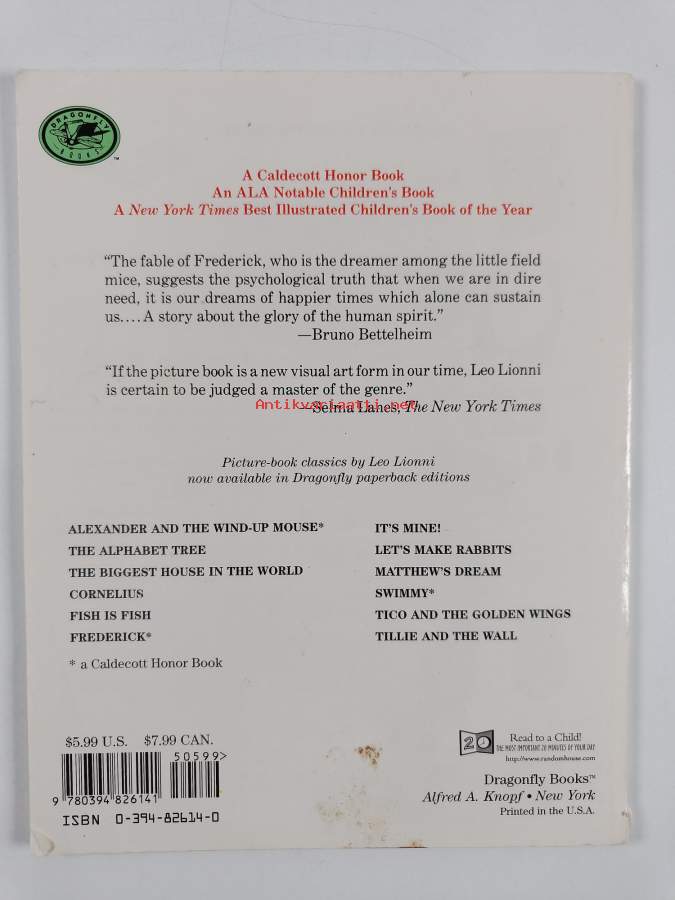 DRAGONFLY
BOOKS
TM
A Caldecott Honor Book
An ALA Notable Children's Book
A New York Times Best Illustrated Children's Book of the Year
“The fable of Frederick, who is the dreamer among the little field
mice, suggests the psychological truth that when we are in dire
need, it is our dreams of happier times which alone can sustain
us.... A story about the glory of the human spirit.”
—Bruno Bettelheim
“If the picture book is a new visual art form in our time, Leo Lionni
is certain to be judged a master of the genre.”
—Selma Lanes, The New York Times
Antikvariaatti.net
Picture-book classics by Leo Lionni
now available in Dragonfly paperback editions
ALEXANDER AND THE WIND-UP MOUSE*
THE ALPHABET TREE
THE BIGGEST HOUSE IN THE WORLD
CORNELIUS
FISH IS FISH
FREDERICK*
* a Caldecott Honor Book
IT'S MINE!
LET'S MAKE RABBITS
MATTHEW'S DREAM
SWIMMY*
TICO AND THE GOLDEN WINGS
TILLIE AND THE WALL
$5.99 U.S. $7.99 CAN.
50599>
9 780394 826141
ISBN 0-394-82614-0
20
Read to a Child!
THE MOST IMPORTANT 20 MINUTES OF YOUR DAY
http://www.randomhouse.com
Dragonfly Books™
Alfred A. Knopf • New York
Printed in the U.S.A.